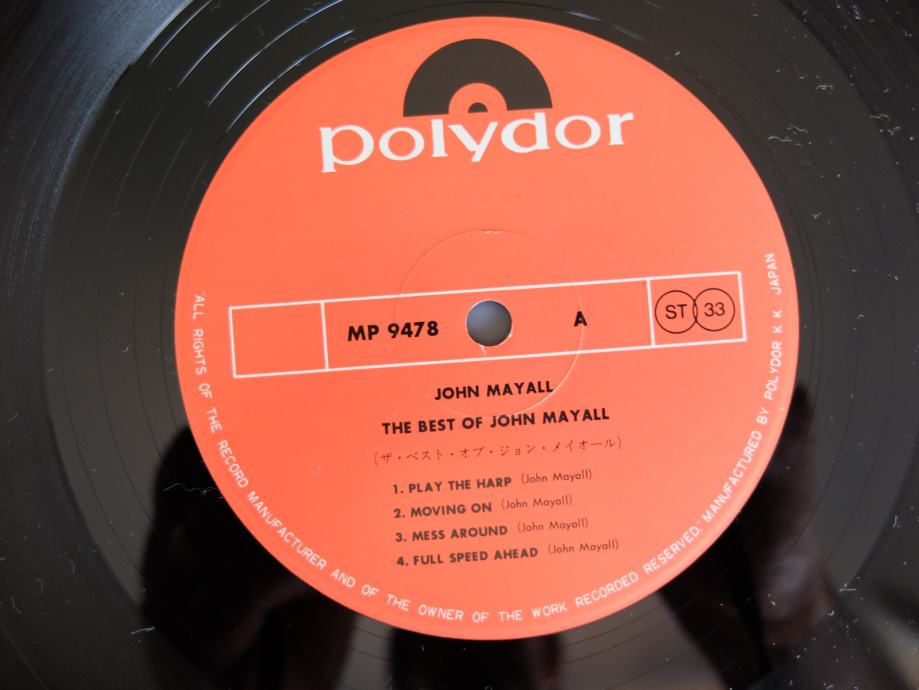 polydor
MP 9478
A
ST 33
JOHN MAYALL
THE BEST OF JOHN MAYALL
(ザ・ベスト・オブ・ジョン・メイオール)
1. PLAY THE HARP (John Mayall)
2. MOVING ON (John Mayall)
3. MESS AROUND (John Mayall)
4. FULL SPEED AHEAD (John Mayall)
"ALL RIGHTS OF THE RECORD MANUFACTURER AND OF THE OWNER OF THE WORK RECORDED RESERVED." MANUFACTURED BY POLYDOR K.K. JAPAN